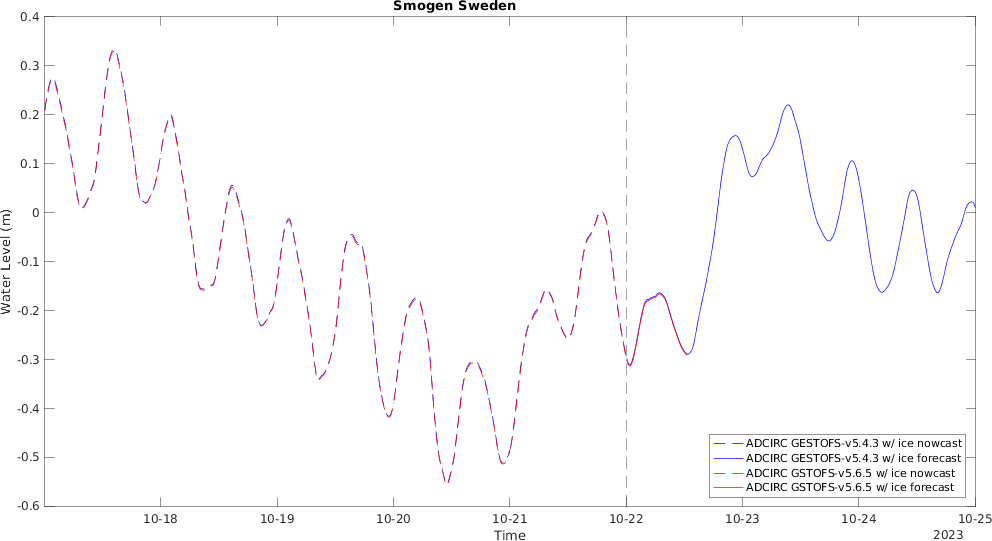 Smogen Sweden
0.4
0.3
0.2
0.1
0
-0.1
-0.2
-0.3
-0.4
-0.5
-0.6
Water Level (m)
ADCIRC GESTOFS-v5.4.3 w/ ice nowcast
ADCIRC GESTOFS-v5.4.3 w/ ice forecast
ADCIRC GSTOFS-v5.6.5 w/ ice nowcast
ADCIRC GSTOFS-v5.6.5 w/ ice forecast
10-18 10-19 10-20 10-21 10-22 10-23 10-24 10-25
Time
2023